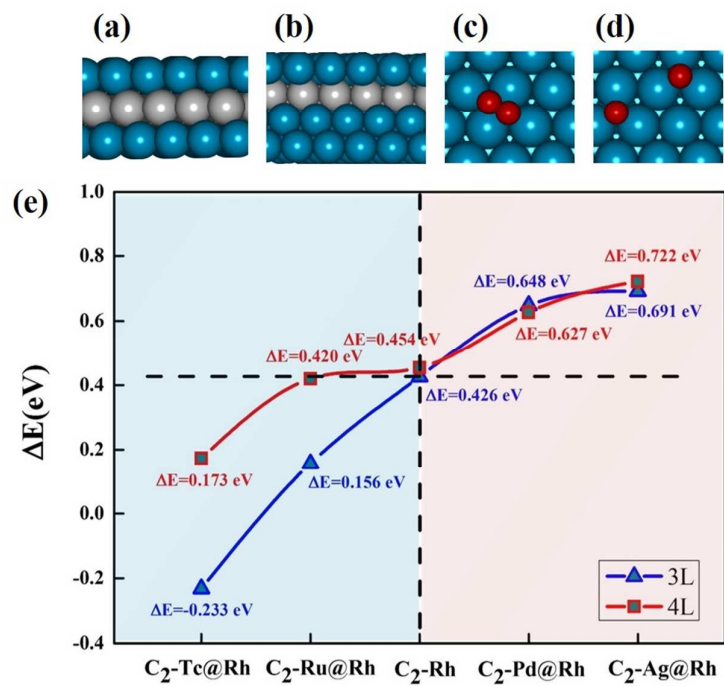 (a)
(b)
(c)
(d)
(e)
1.0
0.8
0.6
0.4
0.2
0.0
-0.2
-0.4
ΔE(eV)
ΔE=0.722 eV
ΔE=0.648 eV
ΔE=0.691 eV
ΔE=0.627 eV
ΔE=0.454 eV
ΔE=0.420 eV
ΔE=0.426 eV
ΔE=0.173 eV
ΔE=0.156 eV
ΔE=-0.233 eV
3L
4L
C₂-Tc@Rh C₂-Ru@Rh C₂-Rh C₂-Pd@Rh C₂-Ag@Rh